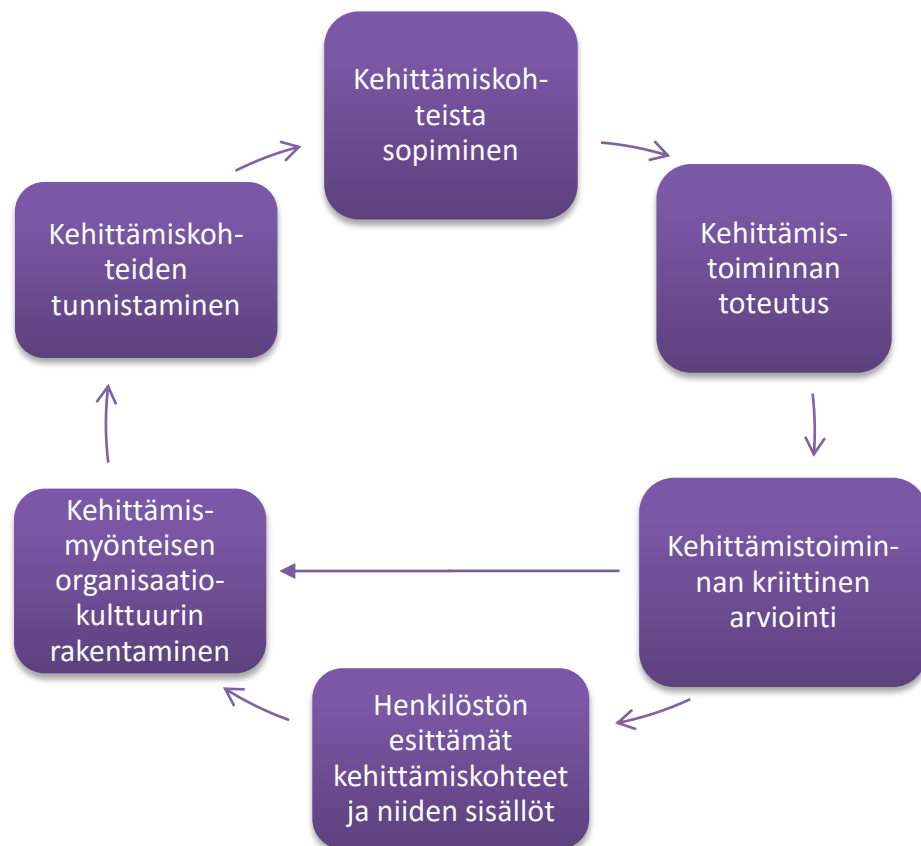 Kehittämiskoh-
teista
sopiminen
Kehittämis-
toiminnan
toteutus
Kehittämistoimin-
nan kriittinen
arviointi
Henkilöstön
esittämät
kehittämiskohteet
ja niiden sisällöt
Kehittämis-
myönteisen
organisaatio-
kulttuurin
rakentaminen
Kehittämiskoh-
teiden
tunnistaminen